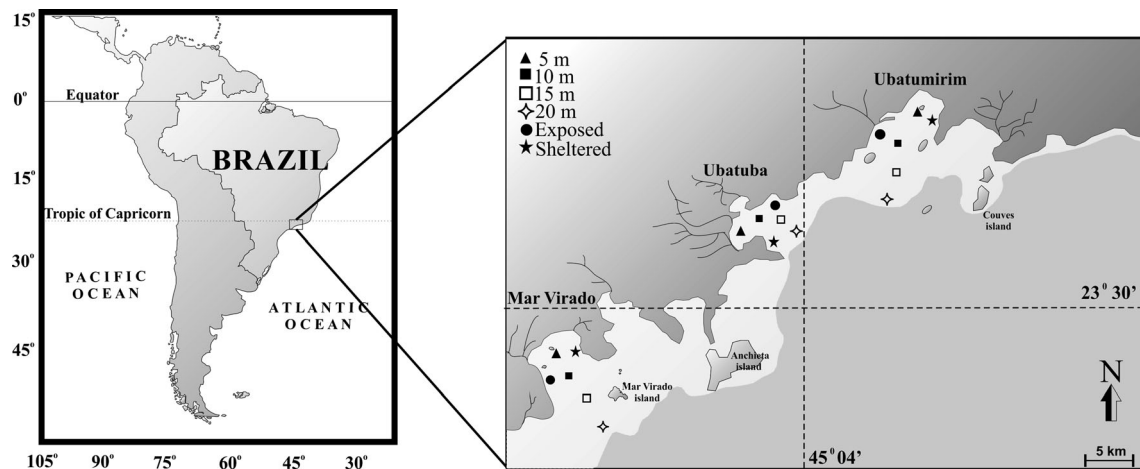 15°
0°
15°
30°
45°
105°
90°
75°
60°
45°
30°
Equator
BRAZIL
Tropic of Capricorn
PACIFIC
OCEAN
ATLANTIC
OCEAN
5 m
10 m
15 m
20 m
Exposed
Sheltered
Ubatumirim
Ubatuba
Couves
island
Mar Virado
23° 30'
Anchieta
island
Mar Virado
island
N
45° 04'
5 km